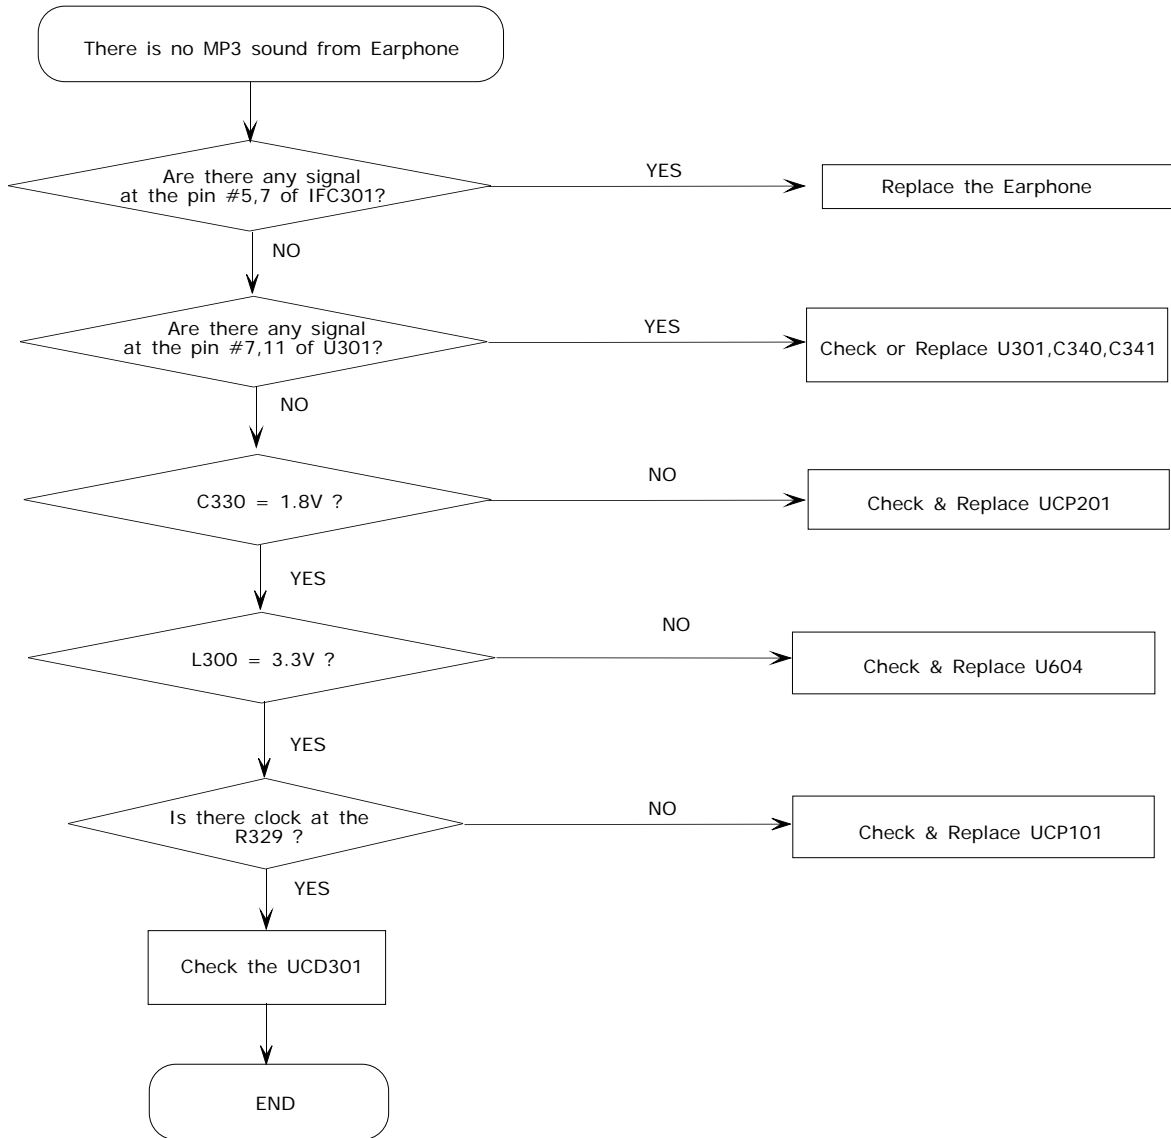 There is no MP3 sound from Earphone
Are there any signal
at the pin #5,7 of IFC301?
YES
Replace the Earphone
NO
Are there any signal
at the pin #7,11 of U301?
YES
Check or Replace U301,C340,C341
NO
C330 = 1.8V ?
NO
Check & Replace UCP201
YES
L300 = 3.3V ?
NO
Check & Replace U604
YES
Is there clock at the
R329 ?
NO
Check & Replace UCP101
YES
Check the UCD301
END